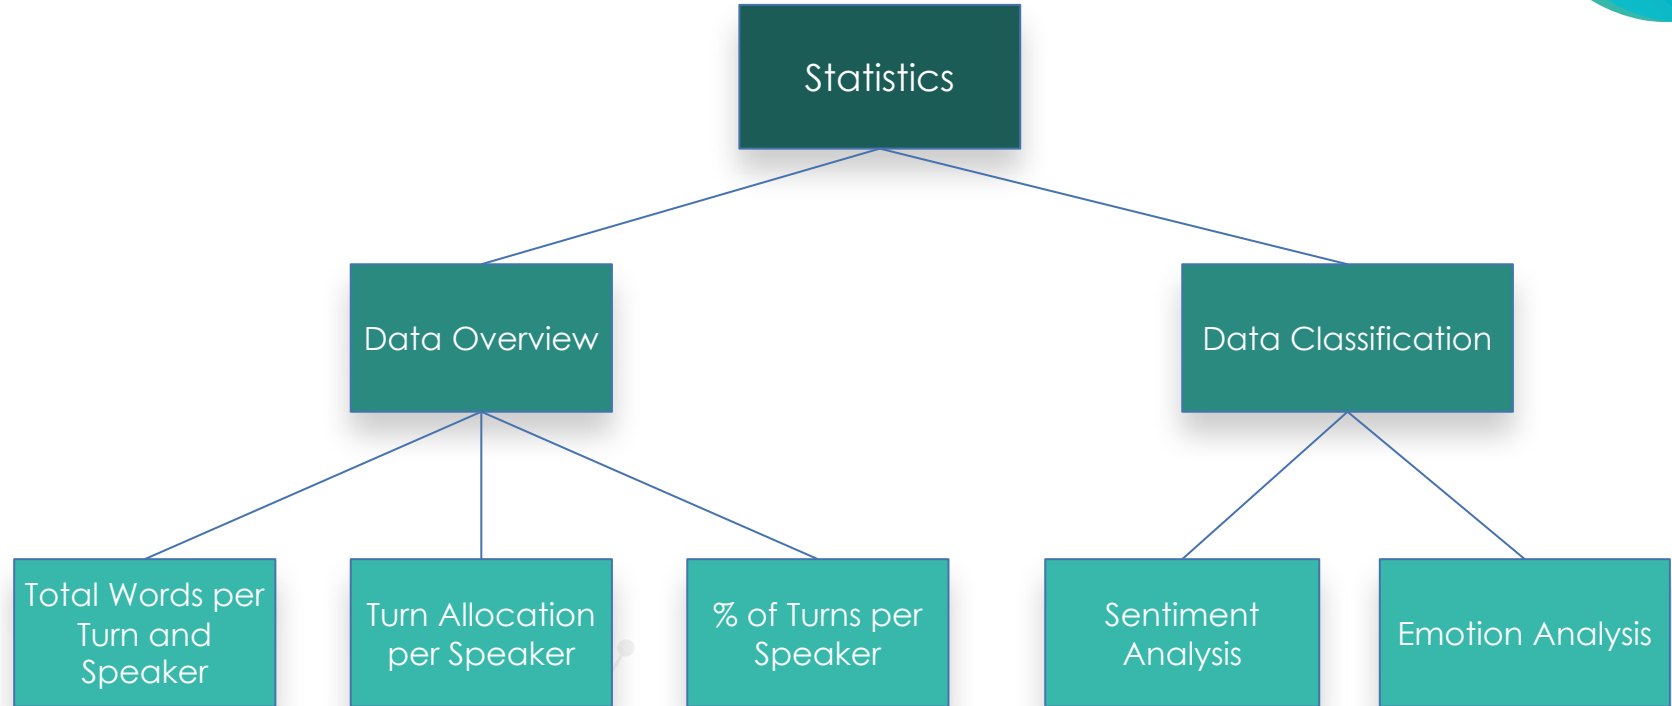 Statistics
Data Overview
Data Classification
Total Words per
Turn and
Speaker
Turn Allocation
per Speaker
% of Turns per
Speaker
Sentiment
Analysis
Emotion Analysis